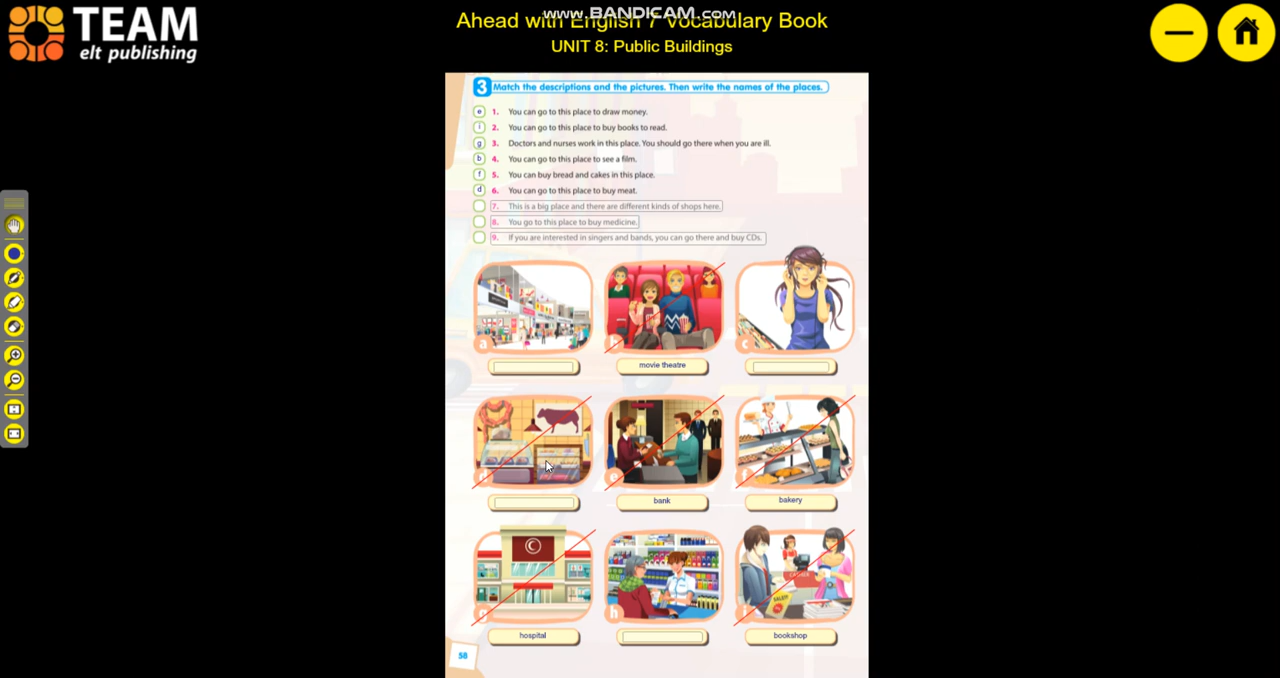 www.BANDICAM.com
TEAM
elt publishing
Ahead with English 7 Vocabulary Book
UNIT 8: Public Buildings
3 Match the descriptions and the pictures. Then write the names of the places.
e 1. You can go to this place to draw money.
i 2. You can go to this place to buy books to read.
g 3. Doctors and nurses work in this place. You should go there when you are ill.
b 4. You can go to this place to see a film.
f 5. You can buy bread and cakes in this place.
d 6. You can go to this place to buy meat.
7. This is a big place and there are different kinds of shops here.
8. You go to this place to buy medicine.
9. If you are interested in singers and bands, you can go there and buy CDs.
a b c
movie theatre
d e f
bank bakery
CASHIER
g h i
hospital bookshop
58